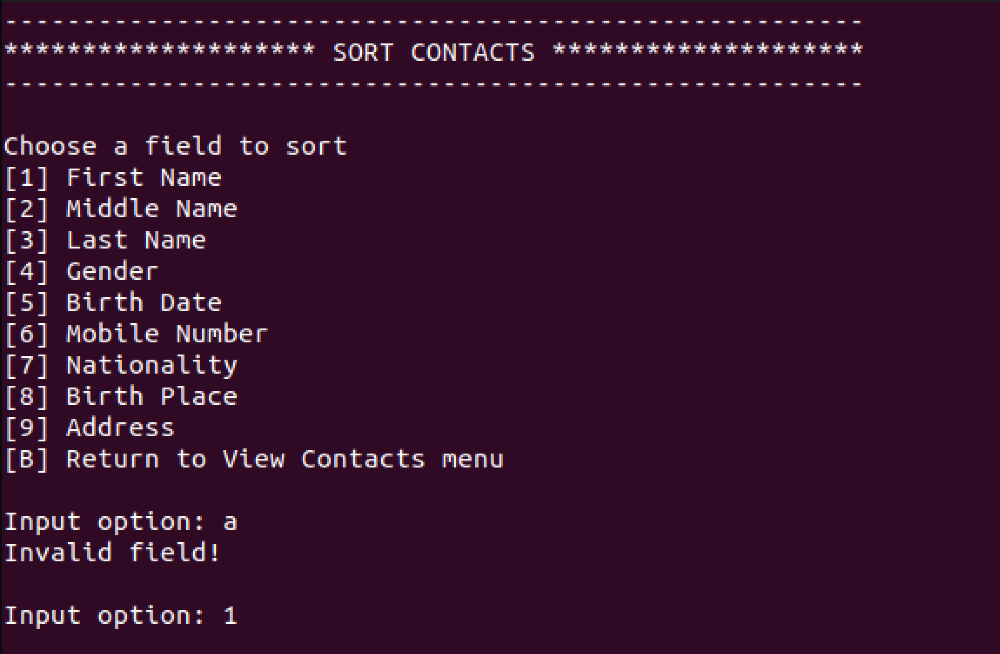 -------------------------------------------------------
******************** SORT CONTACTS ********************
-------------------------------------------------------
Choose a field to sort
[1] First Name
[2] Middle Name
[3] Last Name
[4] Gender
[5] Birth Date
[6] Mobile Number
[7] Nationality
[8] Birth Place
[9] Address
[B] Return to View Contacts menu
Input option: a
Invalid field!
Input option: 1